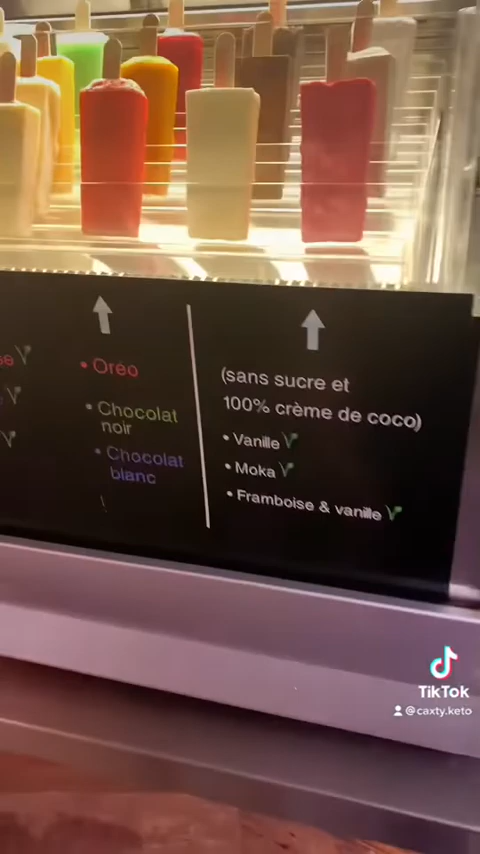 • Oréo
• Chocolat
noir
• Chocolat
blanc
(sans sucre et
100% crème de coco)
• Vanille
• Moka
• Framboise & vanille
TikTok
@caxty.keto